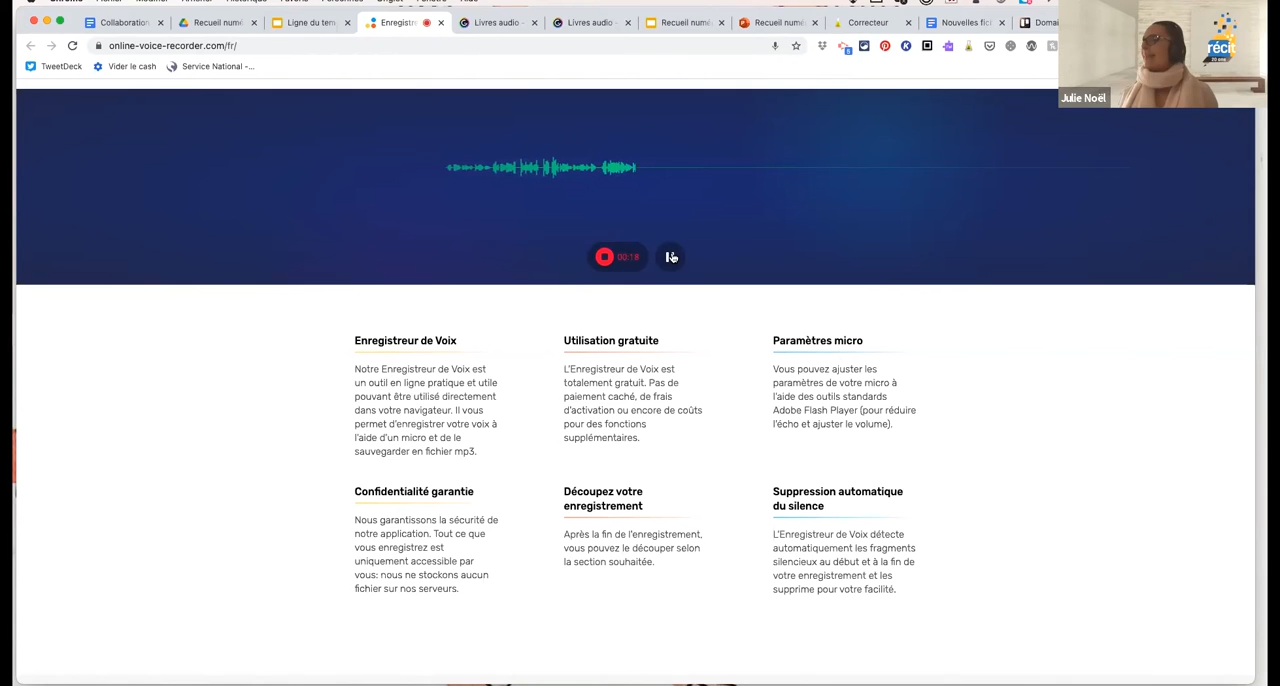 Collaboration
Recueil numé
Ligne du tem
Enregistr
Livres audio -
Livres audio -
Recueil numé
Recueil numé
Correcteur
Nouvelles fici
Domai
online-voice-recorder.com/fr/
TweetDeck
Vider le cash
Service National -...
récit
20 ans
Julie Noël
00:18
Enregistreur de Voix
Notre Enregistreur de Voix est
un outil en ligne pratique et utile
pouvant être utilisé directement
dans votre navigateur. Il vous
permet d'enregistrer votre voix à
l'aide d'un micro et de le
sauvegarder en fichier mp3.
Utilisation gratuite
L'Enregistreur de Voix est
totalement gratuit. Pas de
paiement caché, de frais
d'activation ou encore de coûts
pour des fonctions
supplémentaires.
Paramètres micro
Vous pouvez ajuster les
paramètres de votre micro à
l'aide des outils standards
Adobe Flash Player (pour réduire
l'écho et ajuster le volume).
Confidentialité garantie
Nous garantissons la sécurité de
notre application. Tout ce que
vous enregistrez est
uniquement accessible par
vous: nous ne stockons aucun
fichier sur nos serveurs.
Découpez votre
enregistrement
Après la fin de l'enregistrement,
vous pouvez le découper selon
la section souhaitée.
Suppression automatique
du silence
L'Enregistreur de Voix détecte
automatiquement les fragments
silencieux au début et à la fin de
votre enregistrement et les
supprime pour votre facilité.